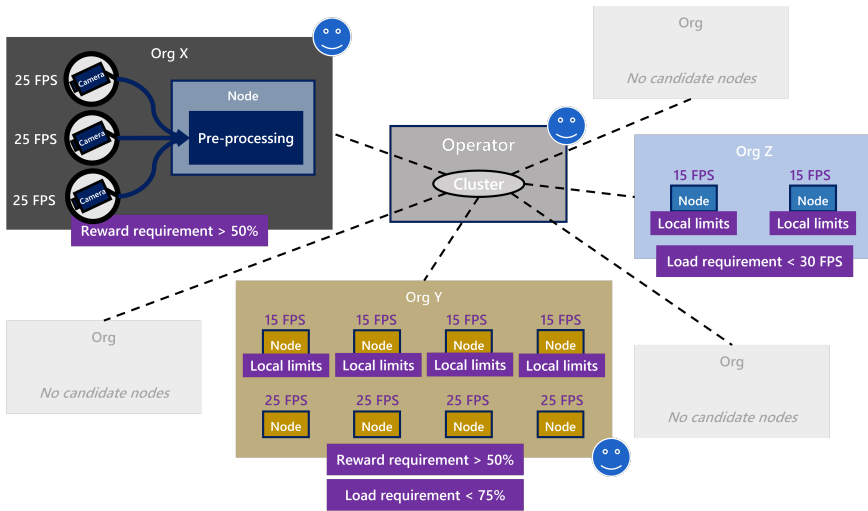 Org X
25 FPS
Camera
25 FPS
Camera
25 FPS
Camera
Node
Pre-processing
Reward requirement > 50%
Operator
Cluster
Org
No candidate nodes
Org Z
15 FPS
15 FPS
Node
Node
Local limits
Local limits
Load requirement < 30 FPS
Org
No candidate nodes
Org Y
15 FPS
15 FPS
15 FPS
15 FPS
Node
Node
Node
Node
Local limits
Local limits
Local limits
Local limits
25 FPS
25 FPS
25 FPS
25 FPS
Node
Node
Node
Node
Reward requirement > 50%
Load requirement < 75%
Org
No candidate nodes